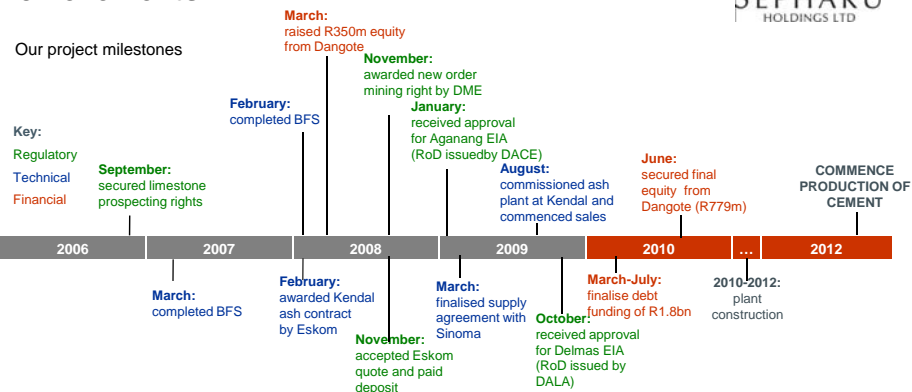 SEPHAKU
HOLDINGS LTD
Our project milestones
Key:
Regulatory
Technical
Financial
September:
secured limestone
prospecting rights
February:
completed BFS
March:
raised R350m equity
from Dangote
November:
awarded new order
mining right by DME
January:
received approval
for Aganang EIA
(RoD issuedby DACE)
August:
commissioned ash
plant at Kendal and
commenced sales
June:
secured final
equity from
Dangote (R779m)
COMMENCE
PRODUCTION OF
CEMENT
2006 2007 2008 2009 2010 ... 2012
March:
completed BFS
February:
awarded Kendal
ash contract
by Eskom
November:
accepted Eskom
quote and paid
deposit
March:
finalised supply
agreement with
Sinoma
October:
received approval
for Delmas EIA
(RoD issued by
DALA)
March-July:
finalise debt
funding of R1.8bn
2010-2012:
plant
construction